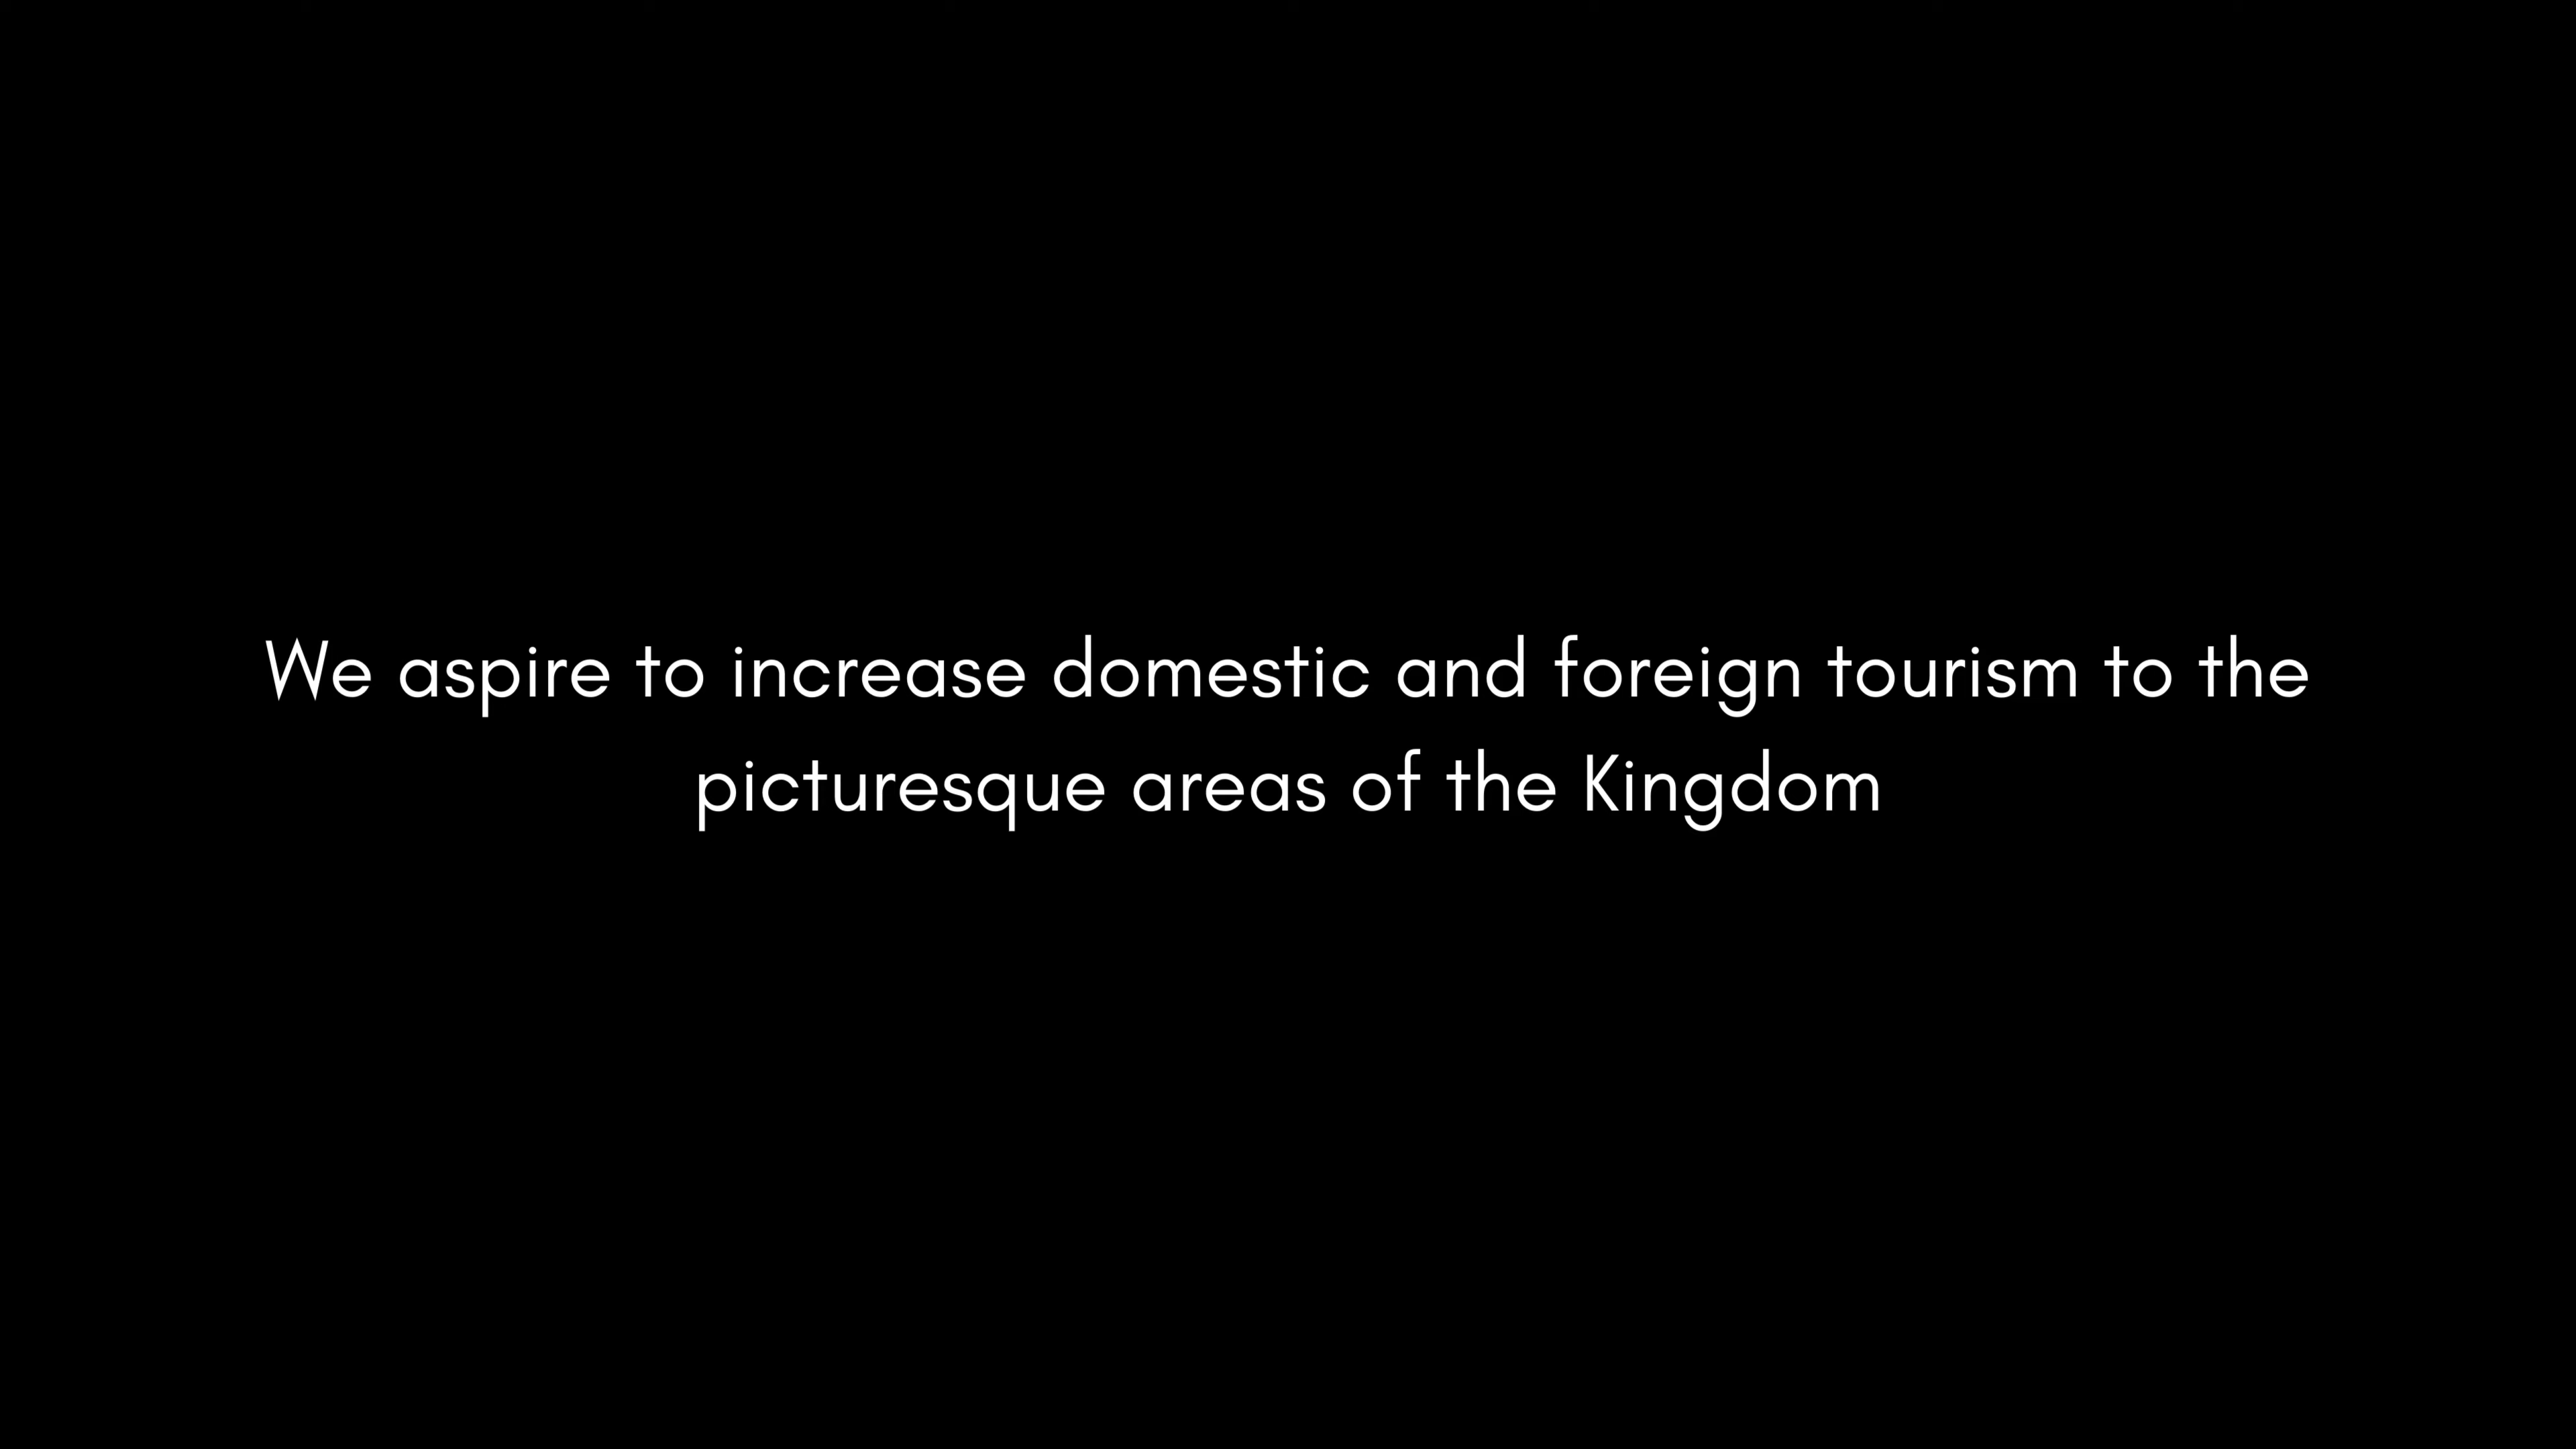 We aspire to increase domestic and foreign tourism to the
picturesque areas of the Kingdom